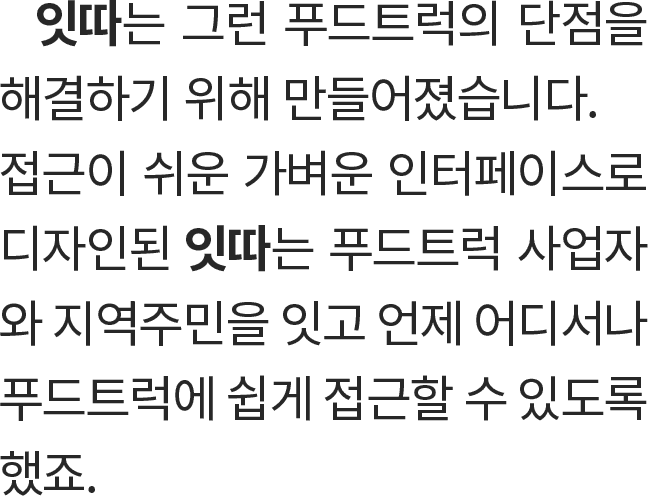 잇따는 그런 푸드트럭의 단점을
해결하기 위해 만들어졌습니다.
접근이 쉬운 가벼운 인터페이스로
디자인된 잇따는 푸드트럭 사업자
와 지역주민을 잇고 언제 어디서나
푸드트럭에 쉽게 접근할 수 있도록
했죠.